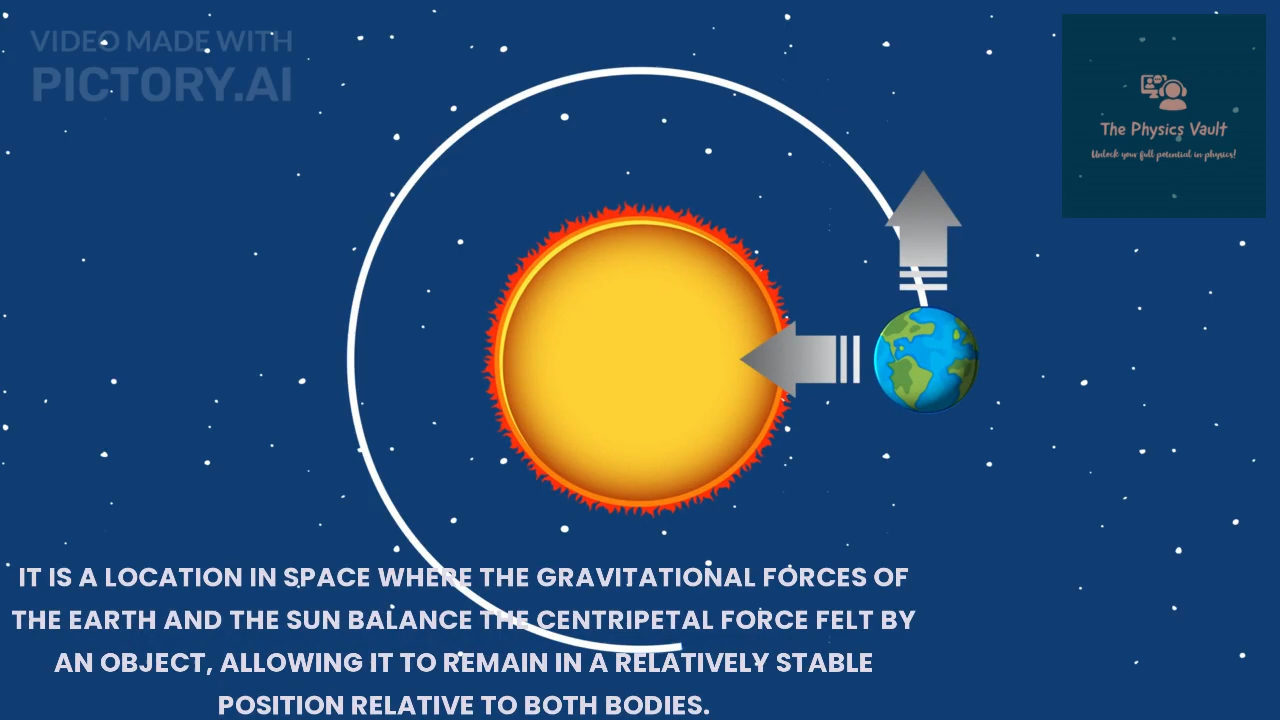 VIDEO MADE WITH
PICTORY.AI
The Physics Vault
Unlock your full potential in physics!
IT IS A LOCATION IN SPACE WHERE THE GRAVITATIONAL FORCES OF
THE EARTH AND THE SUN BALANCE THE CENTRIPETAL FORCE FELT BY
AN OBJECT, ALLOWING IT TO REMAIN IN A RELATIVELY STABLE
POSITION RELATIVE TO BOTH BODIES.